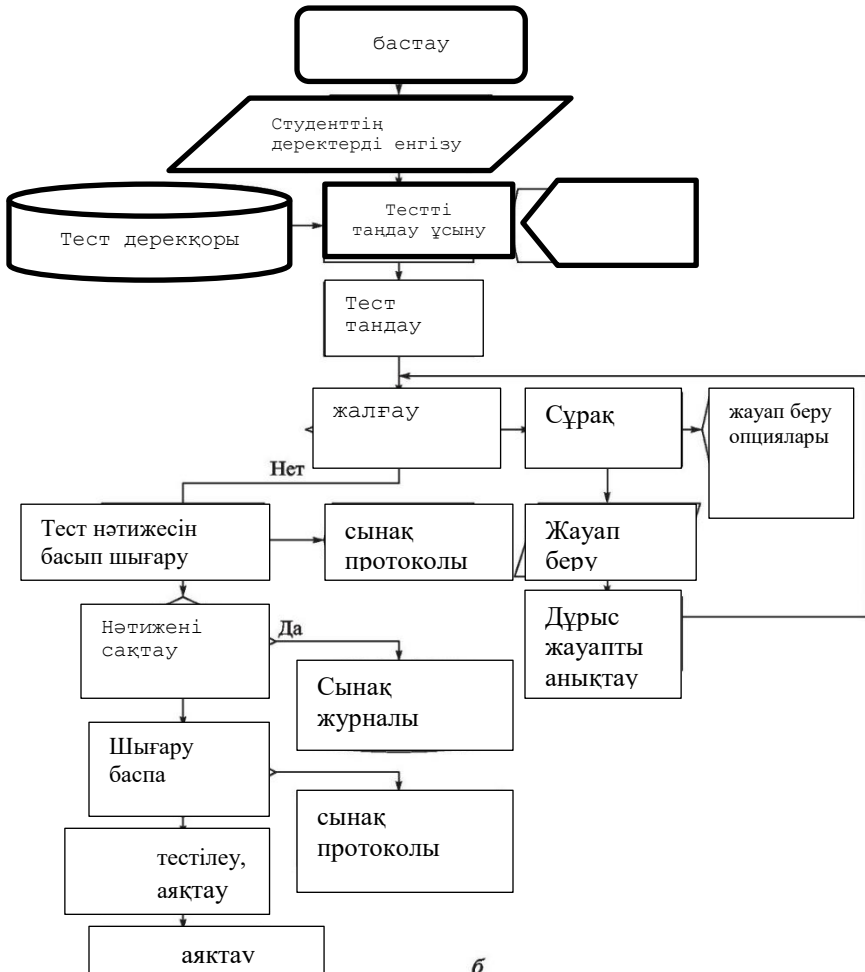 бастау
Студенттің
деректерді енгізу
Тест дерекқоры
Тестті
таңдау ұсыну
Тест
тандау
жалғау
Сұрақ
жауап беру
опциялары
Нет
Тест нәтижесін
басып шығару
сынақ
протоколы
Жауап
беру
Нәтижені
сақтау
Да
Дұрыс
жауапты
анықтау
Сынақ
журналы
Шығару
баспа
сынақ
протоколы
тестілеу,
аяқтау
аяқтау
б